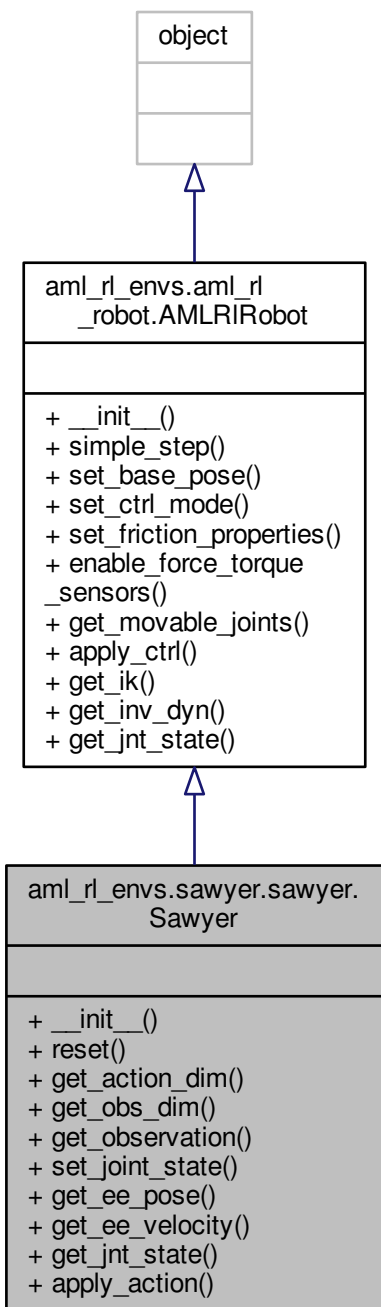 object
aml_rl_envs.aml_rl
_robot.AMLRlRobot
+ __init__()
+ simple_step()
+ set_base_pose()
+ set_ctrl_mode()
+ set_friction_properties()
+ enable_force_torque
_sensors()
+ get_movable_joints()
+ apply_ctrl()
+ get_ik()
+ get_inv_dyn()
+ get_jnt_state()
aml_rl_envs.sawyer.sawyer.
Sawyer
+ __init__()
+ reset()
+ get_action_dim()
+ get_obs_dim()
+ get_observation()
+ set_joint_state()
+ get_ee_pose()
+ get_ee_velocity()
+ get_jnt_state()
+ apply_action()